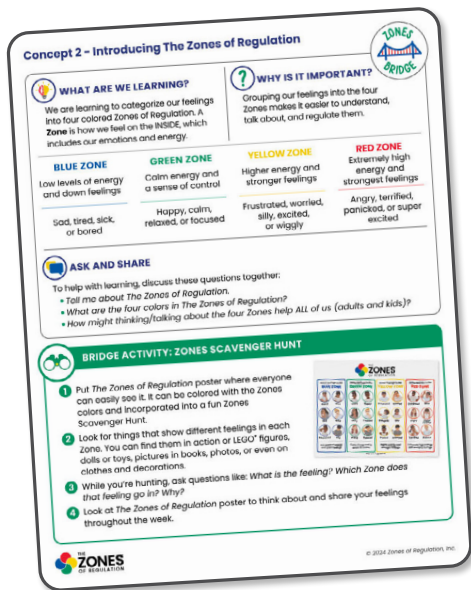 Concept 2 - Introducing The Zones of Regulation
ZONES
BRIDGE
WHAT ARE WE LEARNING?
We are learning to categorize our feelings
into four colored Zones of Regulation. A
Zone is how we feel on the INSIDE, which
includes our emotions and energy.
WHY IS IT IMPORTANT?
Grouping our feelings into the four
Zones makes it easier to understand,
talk about, and regulate them.
BLUE ZONE
Low levels of energy
and down feelings
Sad, tired, sick,
or bored
GREEN ZONE
Calm energy and
a sense of control
Happy, calm,
relaxed, or focused
YELLOW ZONE
Higher energy and
stronger feelings
Frustrated, worried,
silly, excited,
or wiggly
RED ZONE
Extremely high
energy and
strongest feelings
Angry, terrified,
panicked, or super
excited
ASK AND SHARE
To help with learning, discuss these questions together:
• Tell me about The Zones of Regulation.
• What are the four colors in The Zones of Regulation?
• How might thinking/talking about the four Zones help ALL of us (adults and kids)?
BRIDGE ACTIVITY: ZONES SCAVENGER HUNT
1 Put The Zones of Regulation poster where everyone
can easily see it. It can be colored with the Zones
colors and incorporated into a fun Zones
Scavenger Hunt.
2 Look for things that show different feelings in each
Zone. You can find them in action or LEGO® figures,
dolls or toys, pictures in books, photos, or even on
clothes and decorations.
3 While you're hunting, ask questions like: What is the feeling? Which Zone does
that feeling go in? Why?
4 Look at The Zones of Regulation poster to think about and share your feelings
throughout the week.
ZONES
THE
ZONES
OF REGULATION
© 2024 Zones of Regulation, Inc.